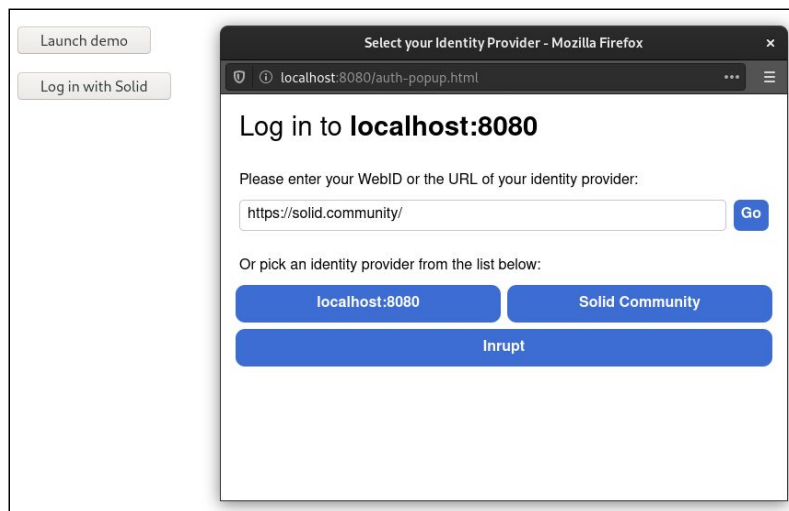 Launch demo
Log in with Solid
Select your Identity Provider - Mozilla Firefox
×
localhost:8080/auth-popup.html
Log in to localhost:8080
Please enter your WebID or the URL of your identity provider:
https://solid.community/
Go
Or pick an identity provider from the list below:
localhost:8080
Solid Community
Inrupt